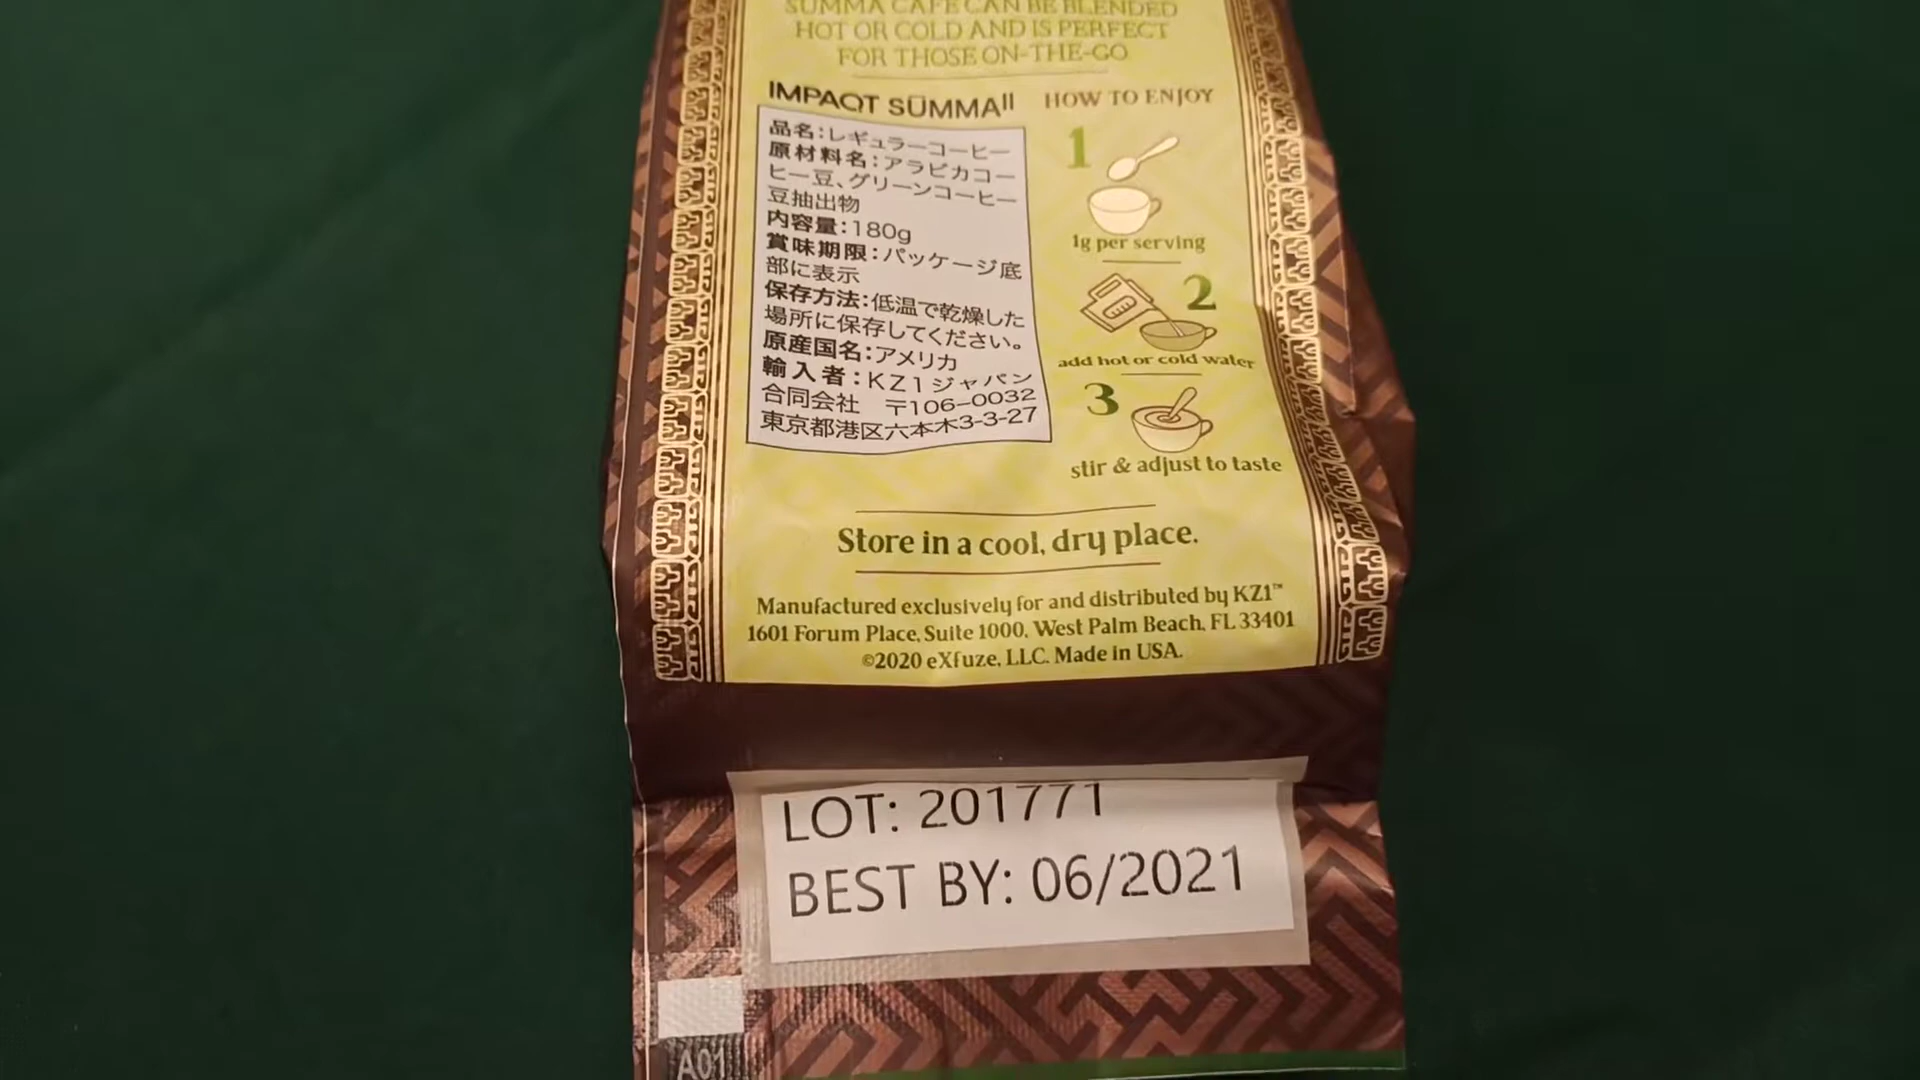 SUMMA CAFE CAN BE BLENDED
HOT OR COLD AND IS PERFECT
FOR THOSE ON-THE-GO
IMPAQT SŪMMAII
品名:レギュラーコーヒー
原材料名:アラビカコー
ヒー豆、グリーンコーヒー
豆抽出物
内容量:180g
賞味期限:パッケージ底
部に表示
保存方法:低温で乾燥した
場所に保存してください。
原産国名:アメリカ
輸入者:KZ1ジャパン
合同会社 〒106-0032
東京都港区六本木3-3-27
HOW TO ENJOY
1
1g per serving
2
add hot or cold water
3
stir & adjust to taste
Store in a cool, dry place.
Manufactured exclusively for and distributed by KZ1™
1601 Forum Place, Suite 1000, West Palm Beach, FL 33401
©2020 eXfuze, LLC. Made in USA.
LOT: 201771
BEST BY: 06/2021
A01